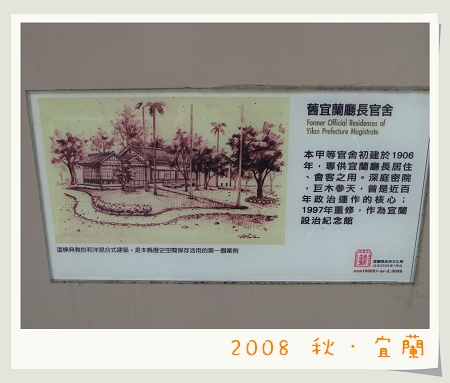 舊宜蘭廳長官舍
Former Official Residences of
Yilan Prefecture Magistrate
本甲等官舍初建於1906
年，專供宜蘭廳長居住
、會客之用。深庭密院
，巨木參天，曾是近百
年政治運作的核心；
1997年重修，作為宜蘭
設治紀念館
這棟典雅的和洋混合式建築，是本縣歷史空間保存活用的第一個案例
2008 秋．宜蘭